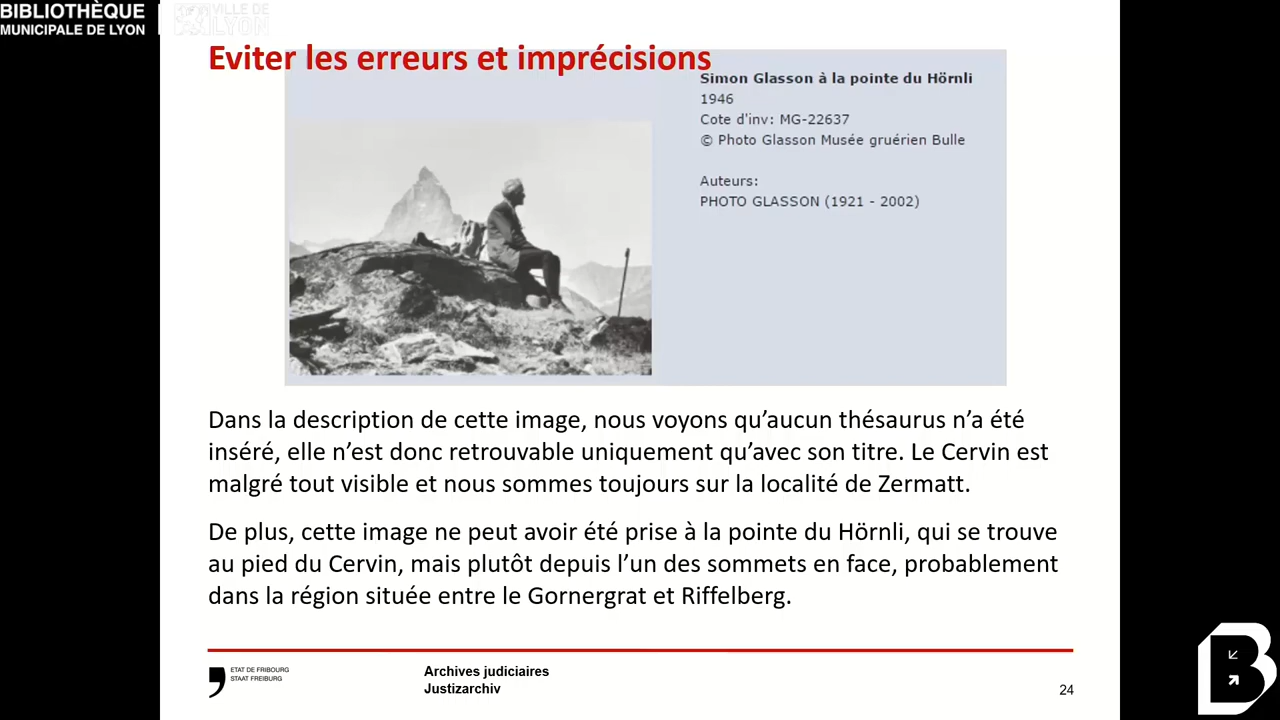 BIBLIOTHÈQUE
MUNICIPALE DE LYON
VILLE DE
LYON
Eviter les erreurs et imprécisions
Simon Glasson à la pointe du Hörnli
1946
Cote d'inv: MG-22637
© Photo Glasson Musée gruérien Bulle
Auteurs:
PHOTO GLASSON (1921 - 2002)
Dans la description de cette image, nous voyons qu’aucun thésaurus n’a été
inséré, elle n’est donc retrouvable uniquement qu’avec son titre. Le Cervin est
malgré tout visible et nous sommes toujours sur la localité de Zermatt.
De plus, cette image ne peut avoir été prise à la pointe du Hörnli, qui se trouve
au pied du Cervin, mais plutôt depuis l’un des sommets en face, probablement
dans la région située entre le Gornergrat et Riffelberg.
ETAT DE FRIBOURG
STAAT FREIBURG
Archives judiciaires
Justizarchiv
24
B